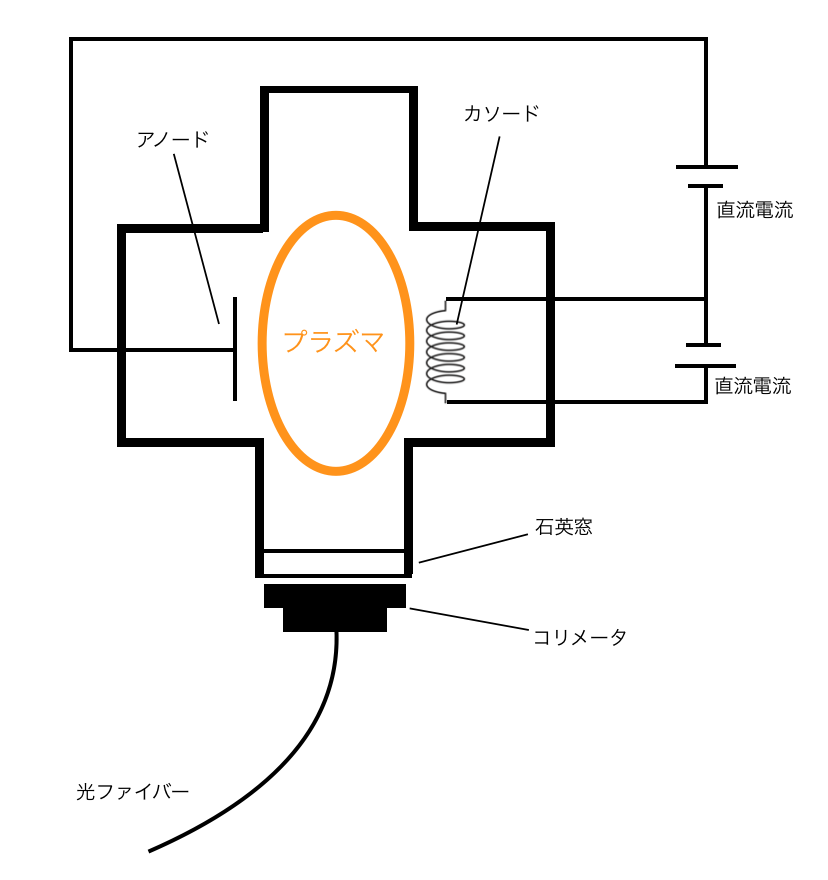 カソード
アノード
直流電流
プラズマ
直流電流
石英窓
コリメータ
光ファイバー